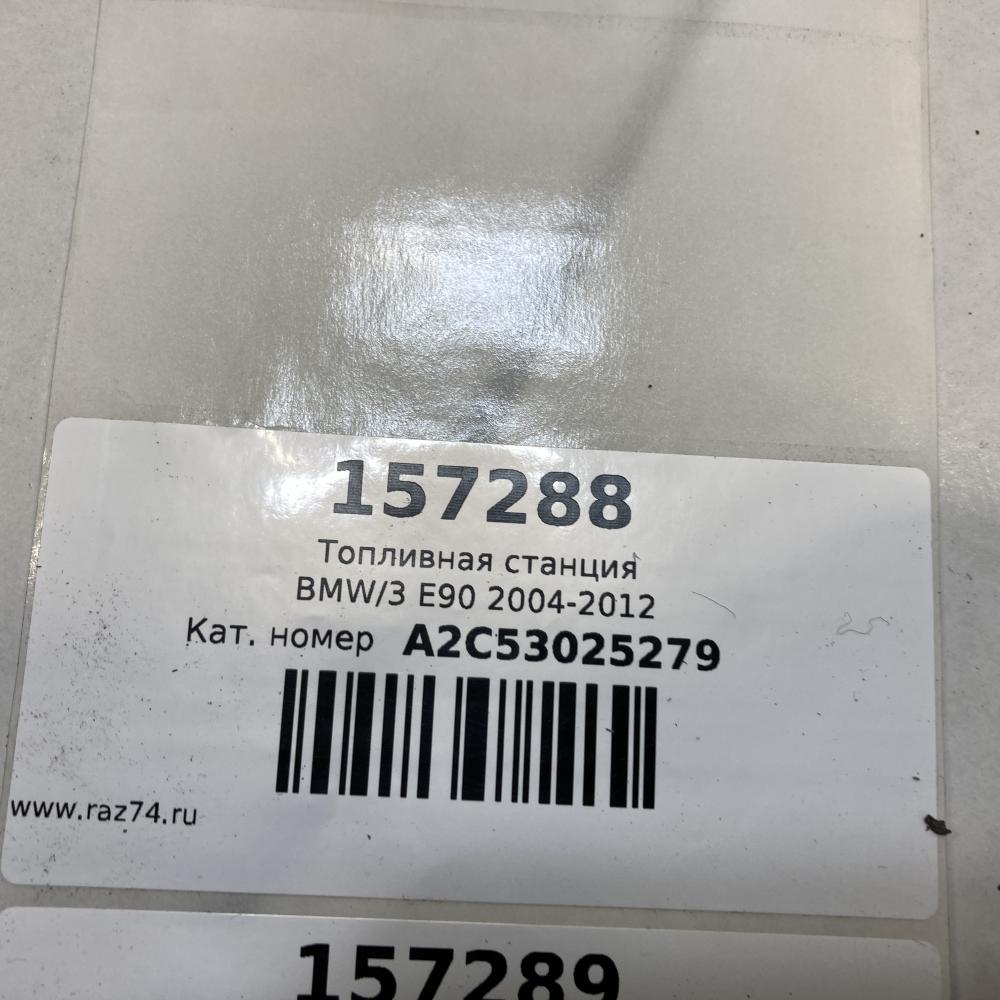 157288
Топливная станция
BMW/3 E90 2004-2012
Кат. номер A2C53025279
www.raz74.ru
157289